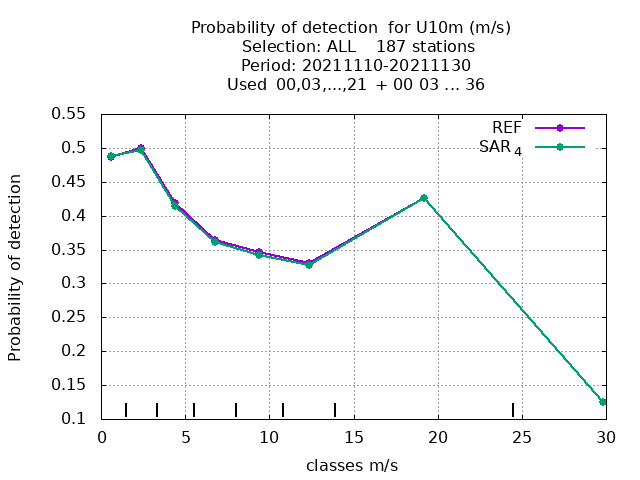 Probability of detection  for U10m (m/s)
Selection: ALL    187 stations
Period: 20211110-20211130
Used  00,03,...,21  + 00 03 ... 36
REF
SAR 4
0.55
0.5
0.45
0.4
0.35
0.3
0.25
0.2
0.15
0.1
Probability of detection
0 5 10 15 20 25 30
classes m/s